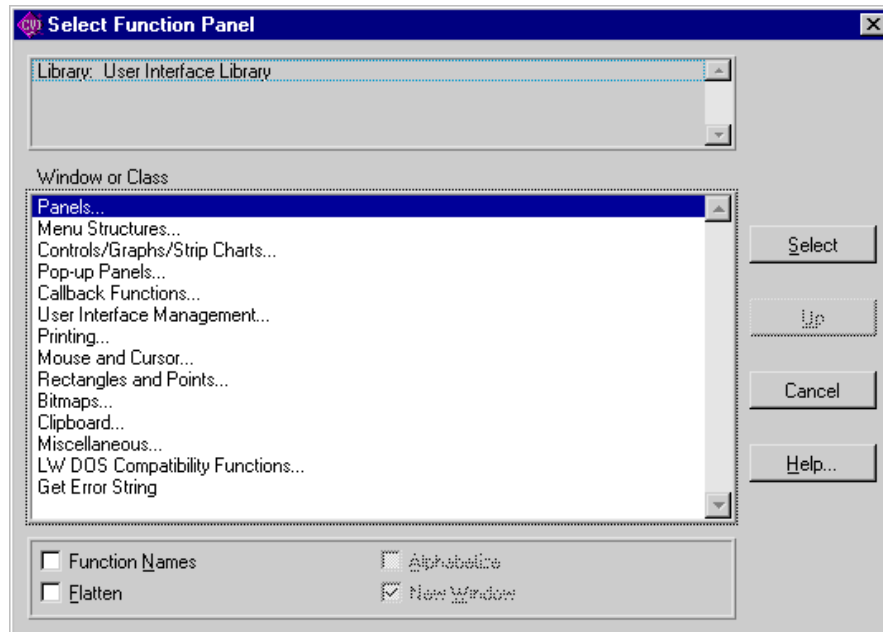 CVI Select Function Panel
Library: User Interface Library
Window or Class
Panels...
Menu Structures...
Controls/Graphs/Strip Charts...
Pop-up Panels...
Callback Functions...
User Interface Management...
Printing...
Mouse and Cursor...
Rectangles and Points...
Bitmaps...
Clipboard...
Miscellaneous...
LW DOS Compatibility Functions...
Get Error String
Select
Up
Cancel
Help...
Function Names
Alphabetize
Flatten
New Window